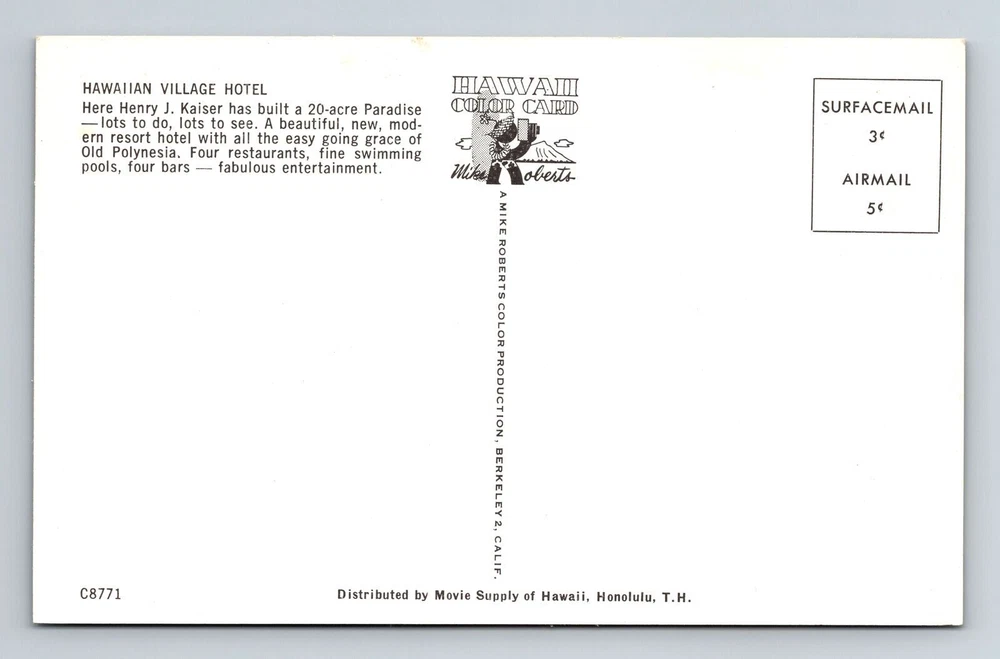 HAWAIIAN VILLAGE HOTEL
Here Henry J. Kaiser has built a 20-acre Paradise
—lots to do, lots to see. A beautiful, new, mod-
ern resort hotel with all the easy going grace of
Old Polynesia. Four restaurants, fine swimming
pools, four bars — fabulous entertainment.
HAWAII
COLOR CARD
Mike Roberts
A MIKE ROBERTS COLOR PRODUCTION, BERKELEY 2, CALIF.
SURFACEMAIL
3¢
AIRMAIL
5¢
C8771
Distributed by Movie Supply of Hawaii, Honolulu, T.H.